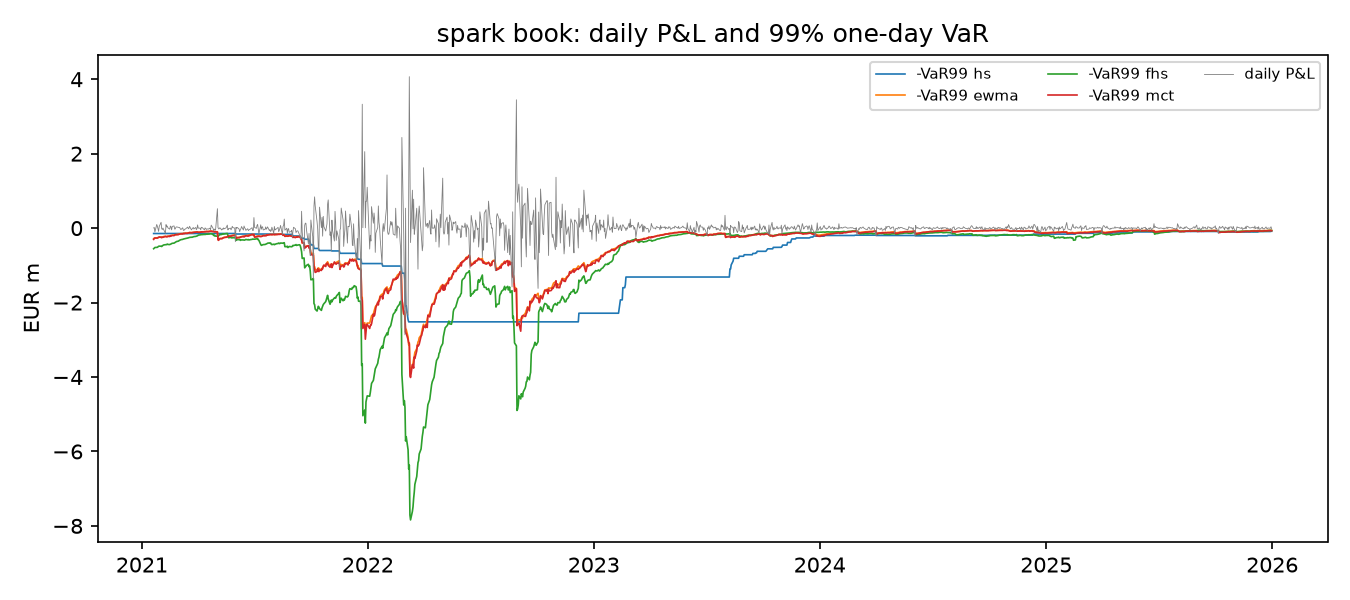 spark book: daily P&L and 99% one-day VaR
-VaR99 hs
-VaR99 ewma
-VaR99 fhs
-VaR99 mct
daily P&L
EUR m
4
2
0
−2
−4
−6
−8
2021
2022
2023
2024
2025
2026